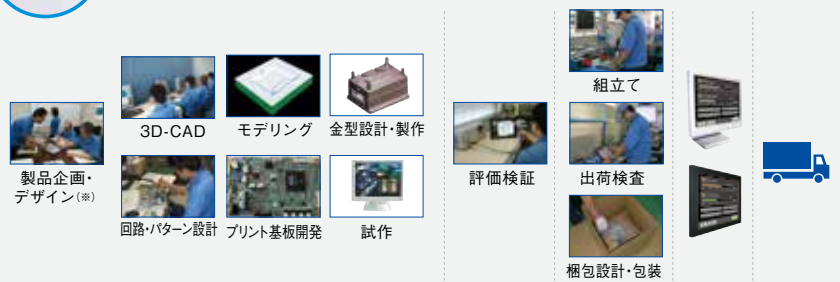 製品企画・
デザイン(※)
3D-CAD
モデリング
金型設計・製作
回路・パターン設計
プリント基板開発
試作
評価検証
組立て
出荷検査
梱包設計・包装